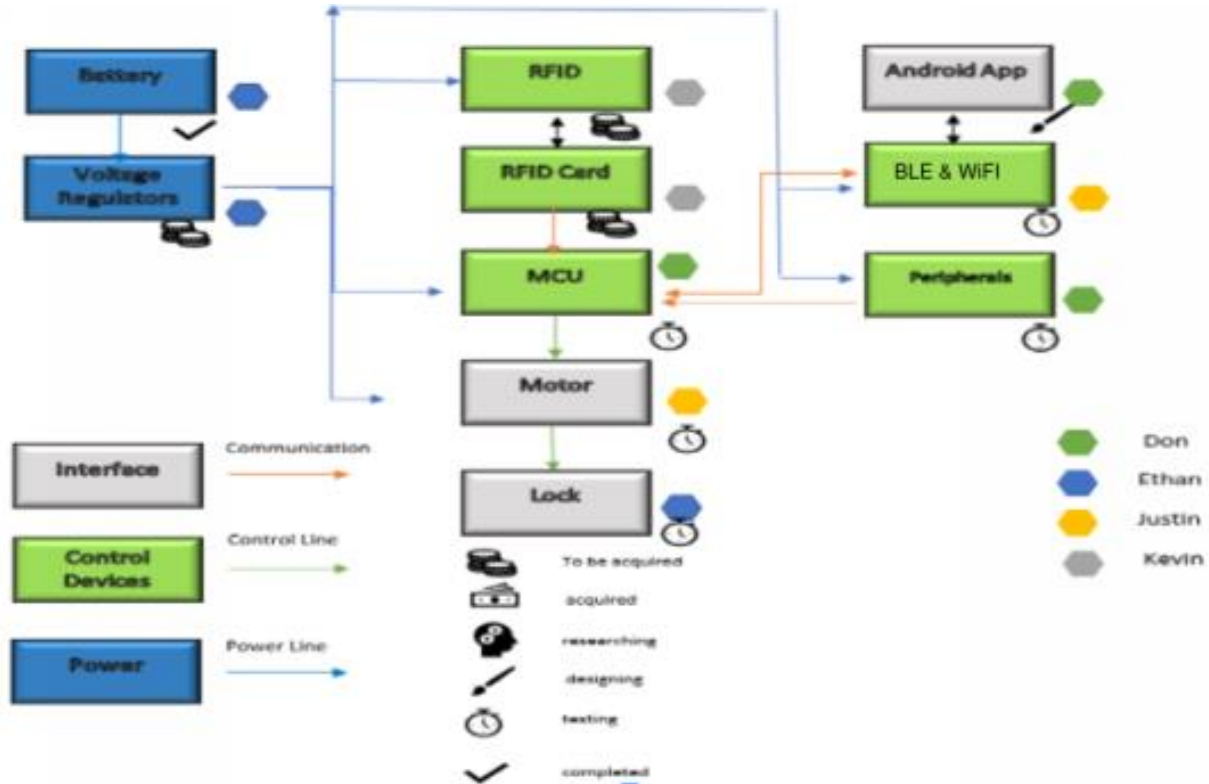 Battery
RFID
Android App
Voltage
Regulators
RFID Card
BLE & WiFI
MCU
Peripherals
Motor
Lock
Interface
Communication
Control
Devices
Control Line
Power
Power Line
To be acquired
acquired
researching
designing
testing
completed
Don
Ethan
Justin
Kevin